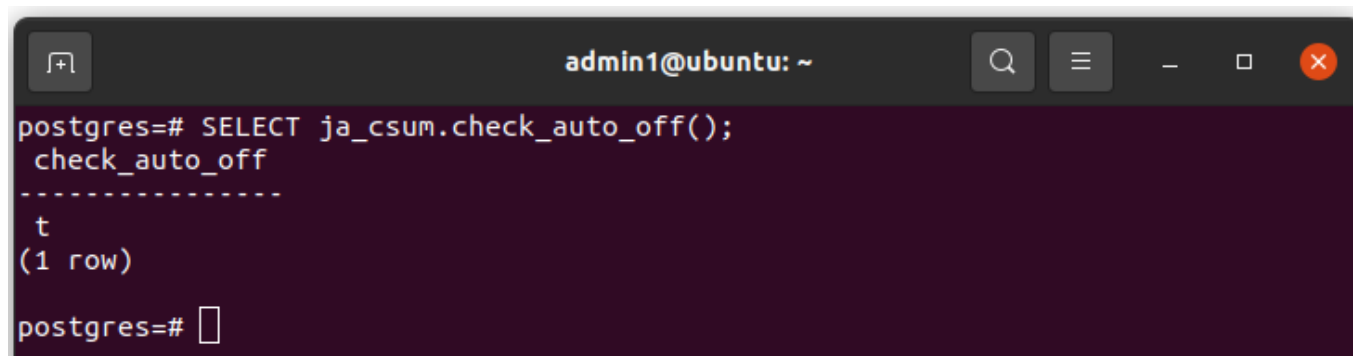 admin1@ubuntu: ~
postgres=# SELECT ja_csum.check_auto_off();
 check_auto_off
----------------
 t
(1 row)

postgres=#